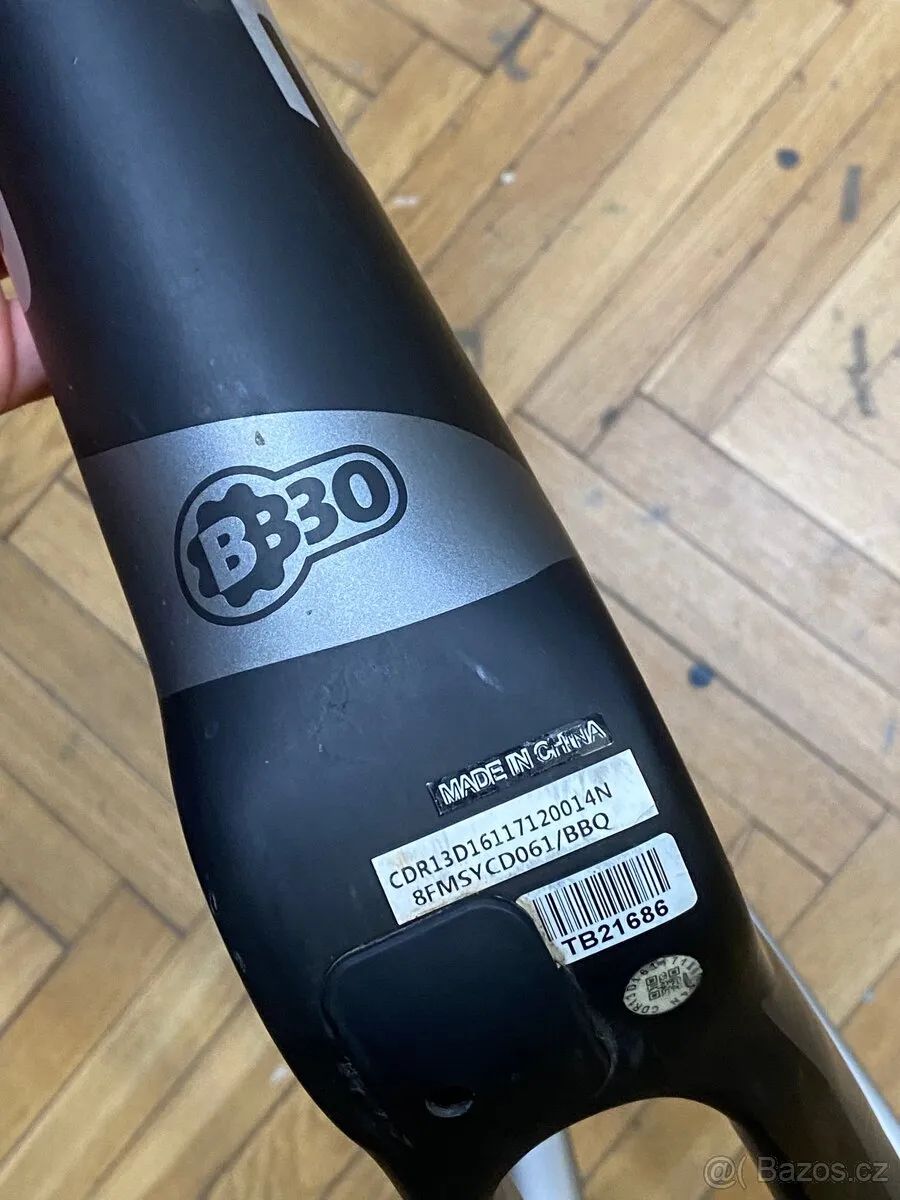 BB30
MADE IN CHINA
CDR13D16117120014N
8FMSYCD061/BBQ
TB21686
Bazos.cz